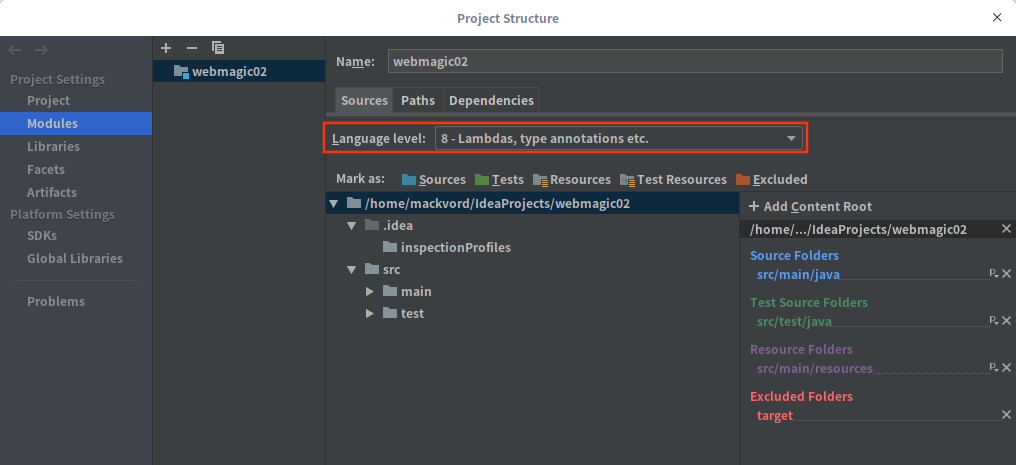 Project Structure
Project Settings
Project
Modules
Libraries
Facets
Artifacts
Platform Settings
SDKs
Global Libraries
Problems
webmagic02
Name: webmagic02
Sources Paths Dependencies
Language level: 8 - Lambdas, type annotations etc.
Mark as: Sources Tests Resources Test Resources Excluded
/home/mackvord/IdeaProjects/webmagic02
.idea
inspectionProfiles
src
main
test
+ Add Content Root
/home/.../IdeaProjects/webmagic02
Source Folders
src/main/java
Test Source Folders
src/test/java
Resource Folders
src/main/resources
Excluded Folders
target